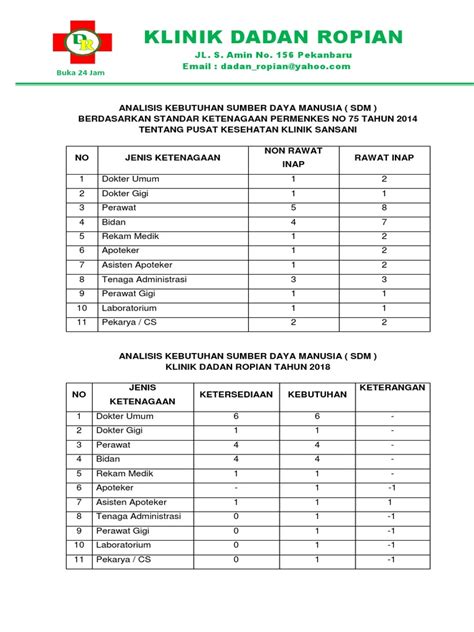 KLINIK DADAN ROPIAN
JL. S. Amin No. 156 Pekanbaru
Email : dadan_ropian@yahoo.com
DR
Buka 24 Jam
ANALISIS KEBUTUHAN SUMBER DAYA MANUSIA ( SDM )
BERDASARKAN STANDAR KETENAGAAN PERMENKES NO 75 TAHUN 2014
TENTANG PUSAT KESEHATAN KLINIK SANSANI
NO JENIS KETENAGAAN NON RAWAT INAP RAWAT INAP
1 Dokter Umum 1 2
2 Dokter Gigi 1 1
3 Perawat 5 8
4 Bidan 4 7
5 Rekam Medik 1 2
6 Apoteker 1 2
7 Asisten Apoteker 1 2
8 Tenaga Administrasi 3 3
9 Perawat Gigi 1 1
10 Laboratorium 1 1
11 Pekarya / CS 2 2
ANALISIS KEBUTUHAN SUMBER DAYA MANUSIA ( SDM )
KLINIK DADAN ROPIAN TAHUN 2018
NO JENIS KETENAGAAN KETERSEDIAAN KEBUTUHAN KETERANGAN
1 Dokter Umum 6 6 -
2 Dokter Gigi 1 1 -
3 Perawat 4 4 -
4 Bidan 4 4 -
5 Rekam Medik 1 1 -
6 Apoteker - 1 -1
7 Asisten Apoteker 1 1 1
8 Tenaga Administrasi 0 1 -1
9 Perawat Gigi 0 1 -1
10 Laboratorium 0 1 -1
11 Pekarya / CS 0 1 -1